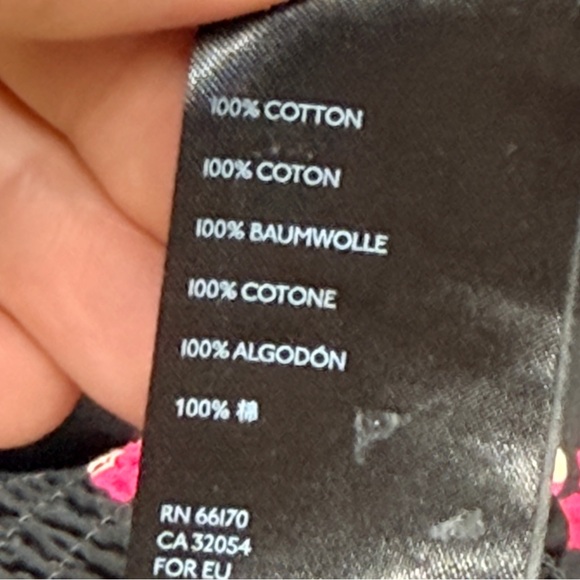 100% COTTON
100% COTON
100% BAUMWOLLE
100% COTONE
100% ALGODÓN
100% 棉
RN 66170
CA 32054
FOR EU